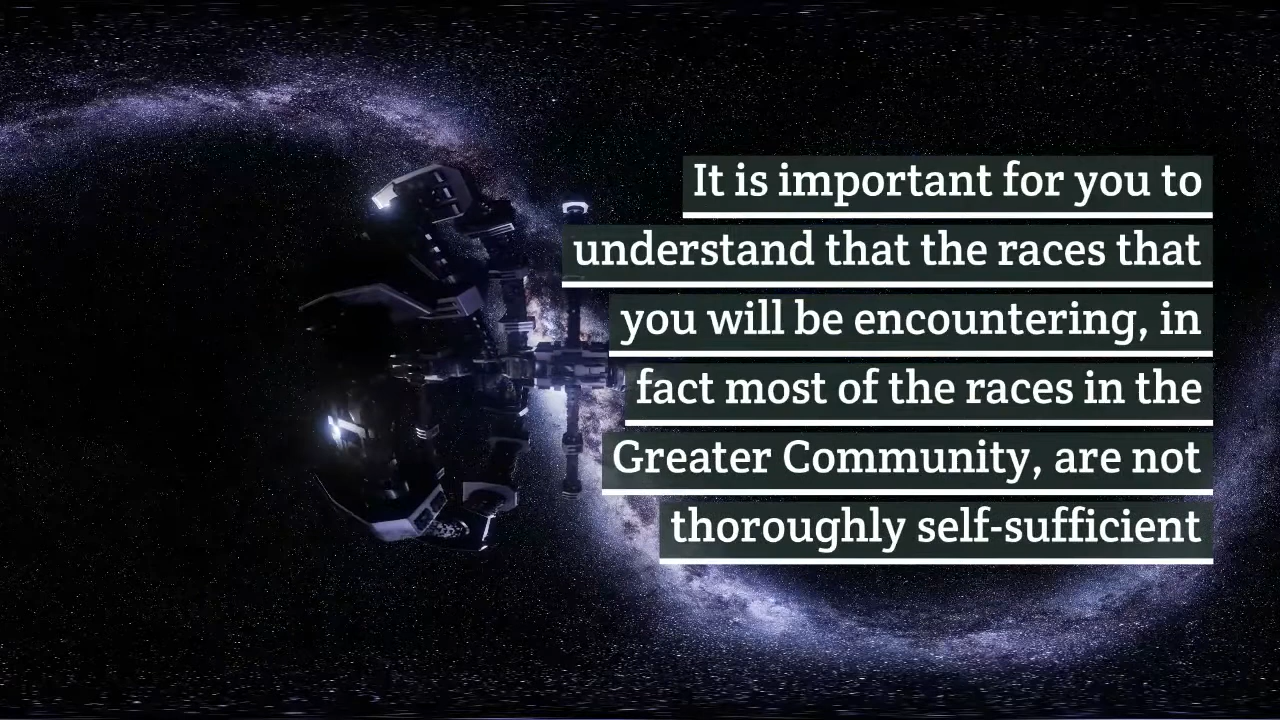 It is important for you to
understand that the races that
you will be encountering, in
fact most of the races in the
Greater Community, are not
thoroughly self-sufficient